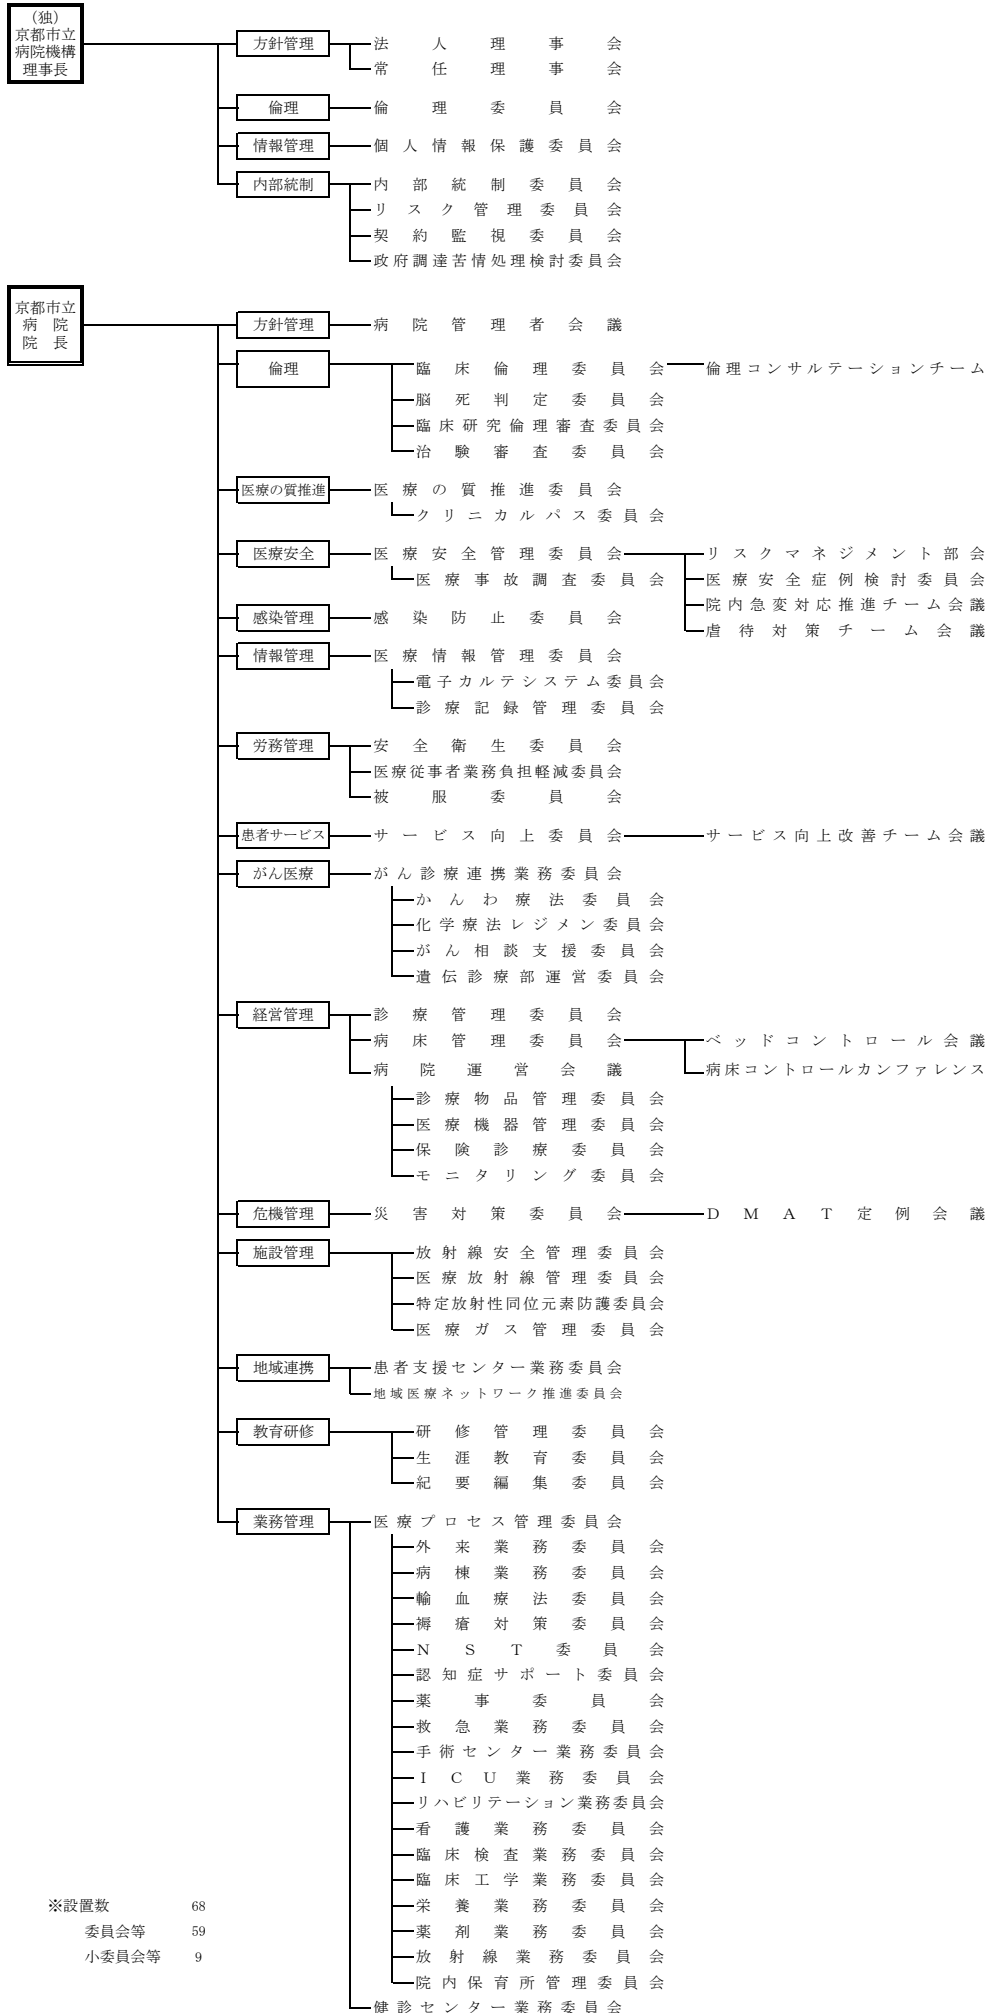 （独）
京都市立
病院機構
理事長
方針管理 法人理事会
常任理事会
倫理 倫理委員会
情報管理 個人情報保護委員会
内部統制 内部統制委員会
リスク管理委員会
契約監視委員会
政府調達苦情処理検討委員会
京都市立
病　院
院　長
方針管理 病院管理者会議
倫理 臨床倫理委員会 倫理コンサルテーションチーム
脳死判定委員会
臨床研究倫理審査委員会
治験審査委員会
医療の質推進 医療の質推進委員会
クリニカルパス委員会
医療安全 医療安全管理委員会 リスクマネジメント部会
医療事故調査委員会 医療安全症例検討委員会
院内急変対応推進チーム会議
感染管理 感染防止委員会
虐待対策チーム会議
情報管理 医療情報管理委員会
電子カルテシステム委員会
診療記録管理委員会
労務管理 安全衛生委員会
医療従事者業務負担軽減委員会
被服委員会
患者サービス サービス向上委員会 サービス向上改善チーム会議
がん医療 がん診療連携業務委員会
かんわ療法委員会
化学療法レジメン委員会
がん相談支援委員会
遺伝診療部運営委員会
経営管理 診療管理委員会
病床管理委員会 ベッドコントロール会議
病院運営会議 病床コントロールカンファレンス
診療物品管理委員会
医療機器管理委員会
保険診療委員会
モニタリング委員会
危機管理 災害対策委員会 ＤＭＡＴ定例会議
施設管理 放射線安全管理委員会
医療放射線管理委員会
特定放射性同位元素防護委員会
医療ガス管理委員会
地域連携 患者支援センター業務委員会
地域医療ネットワーク推進委員会
教育研修 研修管理委員会
生涯教育委員会
紀要編集委員会
業務管理 医療プロセス管理委員会
外来業務委員会
病棟業務委員会
輸血療法委員会
褥瘡対策委員会
ＮＳＴ委員会
認知症サポート委員会
薬事委員会
救急業務委員会
手術センター業務委員会
ＩＣＵ業務委員会
リハビリテーション業務委員会
看護業務委員会
臨床検査業務委員会
臨床工学業務委員会
栄養業務委員会
薬剤業務委員会
放射線業務委員会
院内保育所管理委員会
健診センター業務委員会
※設置数 68
委員会等 59
小委員会等 9